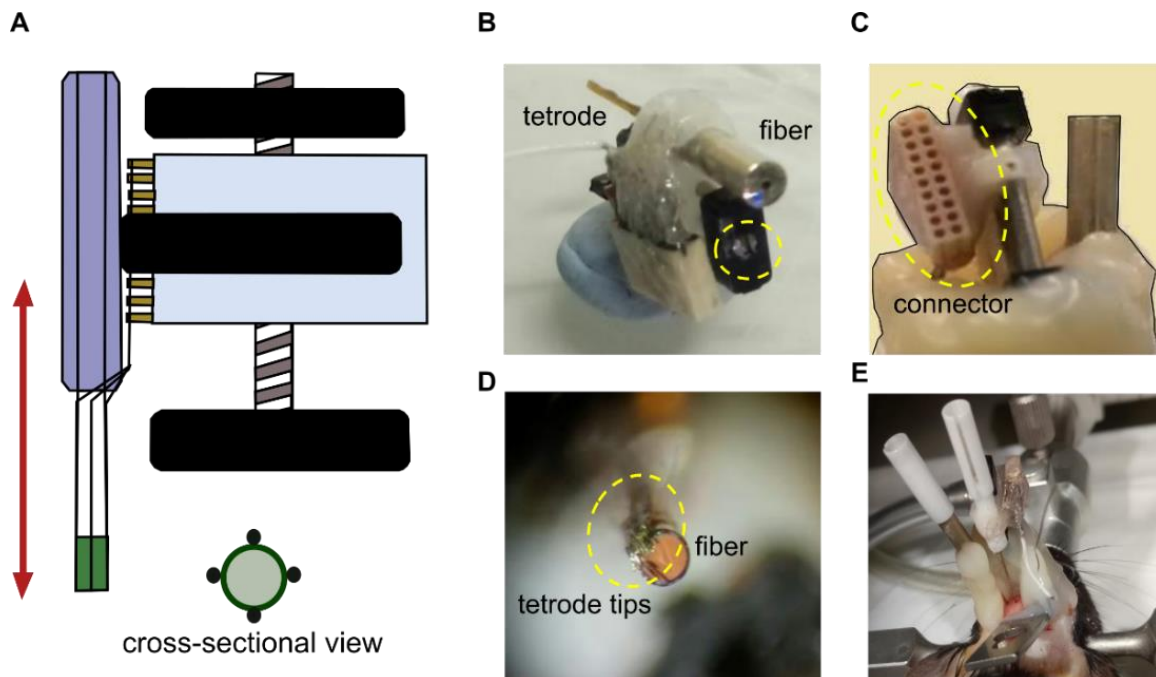 A
B
C
tetrode
fiber
connector
D
E
fiber
tetrode tips
cross-sectional view